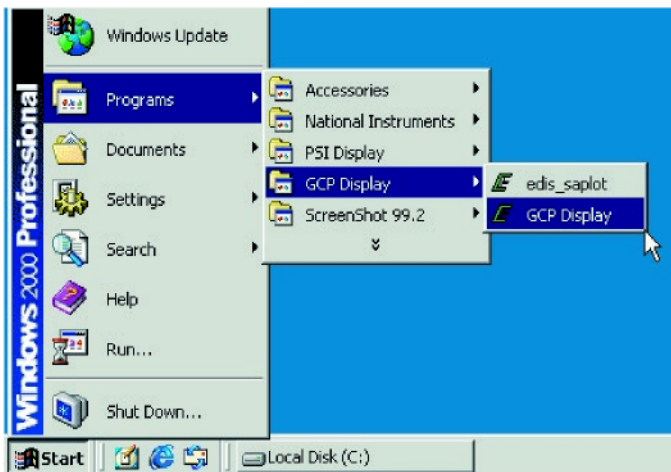 Windows 2000 Professional
Windows Update
Programs
Documents
Settings
Search
Help
Run...
Shut Down...
Accessories
National Instruments
PSI Display
GCP Display
ScreenShot 99.2
edis_saplot
GCP Display
Start
Local Disk (C:)